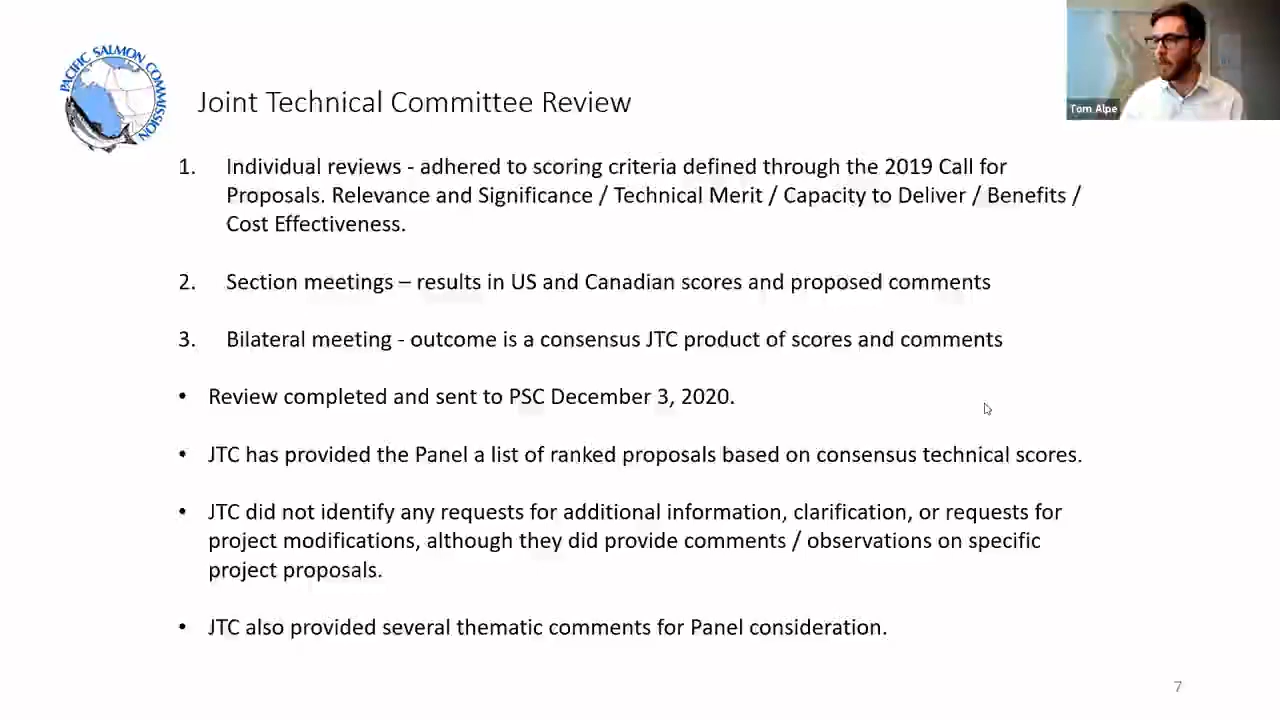 PACIFIC SALMON COMMISSION
Tom Alpe
Joint Technical Committee Review
1. Individual reviews - adhered to scoring criteria defined through the 2019 Call for
Proposals. Relevance and Significance / Technical Merit / Capacity to Deliver / Benefits /
Cost Effectiveness.
2. Section meetings – results in US and Canadian scores and proposed comments
3. Bilateral meeting - outcome is a consensus JTC product of scores and comments
• Review completed and sent to PSC December 3, 2020.
• JTC has provided the Panel a list of ranked proposals based on consensus technical scores.
• JTC did not identify any requests for additional information, clarification, or requests for
project modifications, although they did provide comments / observations on specific
project proposals.
• JTC also provided several thematic comments for Panel consideration.
7